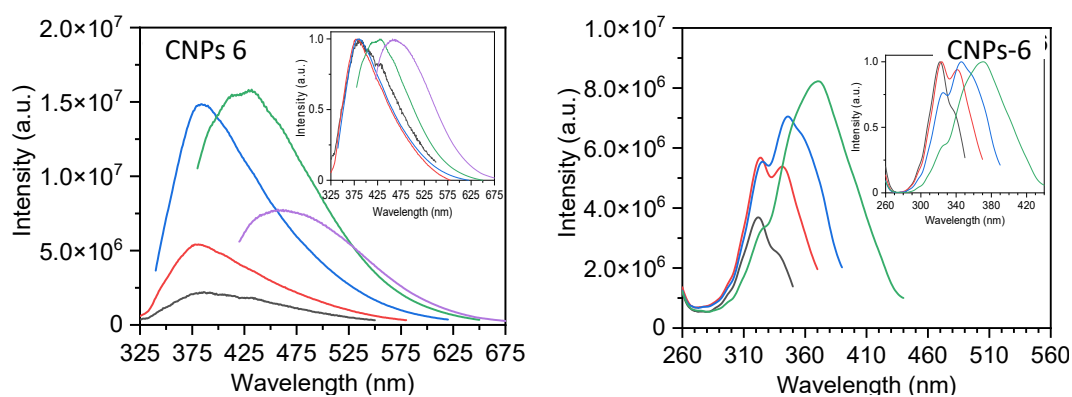 CNPs 6
2.0×10⁷
1.5×10⁷
1.0×10⁷
5.0×10⁶
0
Intensity (a.u.)
325 375 425 475 525 575 625 675
Wavelength (nm)
1.0
0.5
0
Intensity (a.u.)
325 375 425 475 525 575 625 675
Wavelength (nm)
CNPs-6
1.0×10⁷
8.0×10⁶
6.0×10⁶
4.0×10⁶
2.0×10⁶
0
Intensity (a.u.)
260 310 360 410 460 510 560
Wavelength (nm)
1.0
0.5
0
Intensity (a.u.)
260 300 340 380 420
Wavelength (nm)